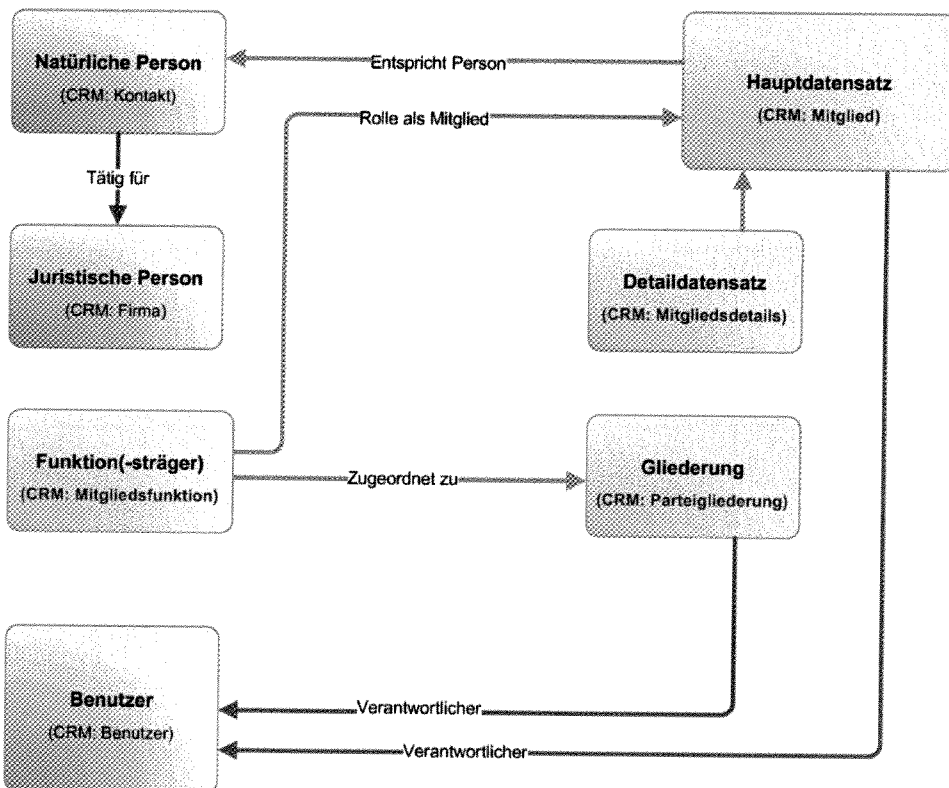 Natürliche Person
(CRM: Kontakt)
Entspricht Person
Hauptdatensatz
(CRM: Mitglied)
Rolle als Mitglied
Tätig für
Juristische Person
(CRM: Firma)
Detaildatensatz
(CRM: Mitgliedsdetails)
Funktion(-sträger)
(CRM: Mitgliedsfunktion)
Zugeordnet zu
Gliederung
(CRM: Parteigliederung)
Benutzer
(CRM: Benutzer)
Verantwortlicher
Verantwortlicher